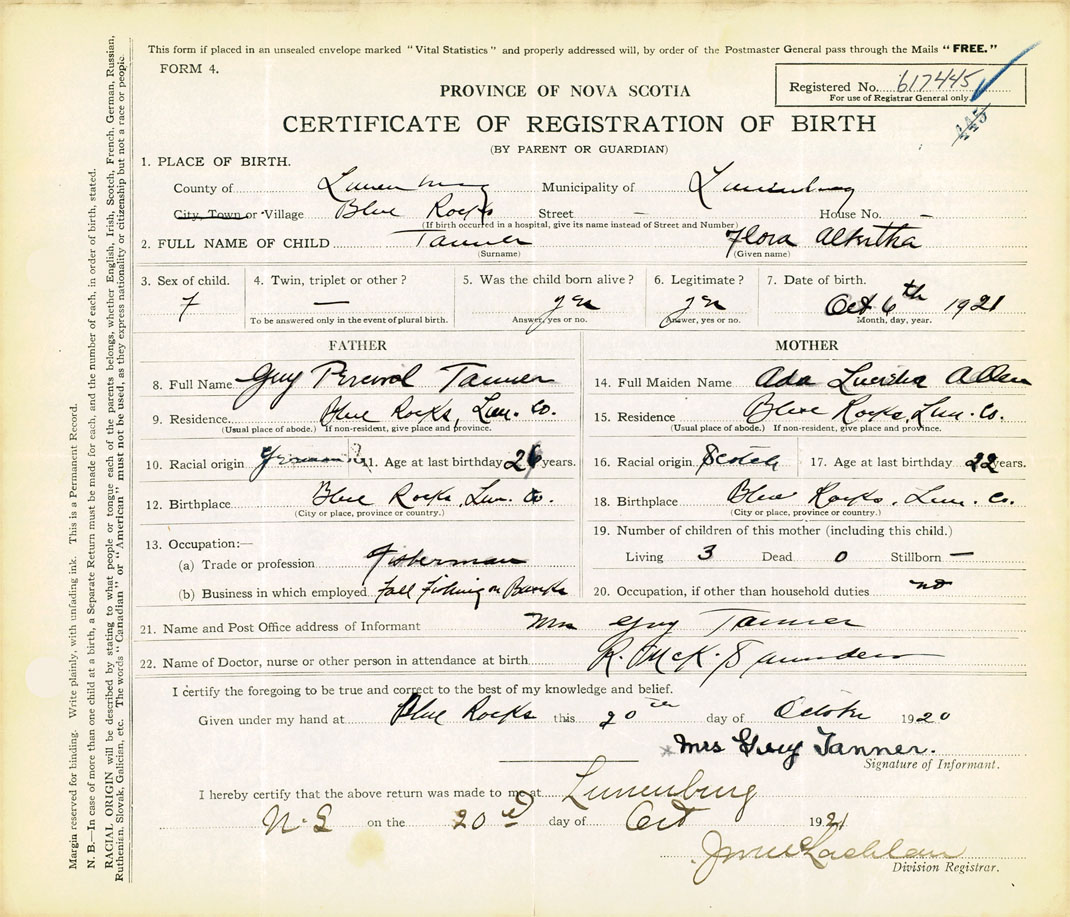 This form if placed in an unsealed envelope marked "Vital Statistics" and properly addressed will, by order of the Postmaster General pass through the Mails "FREE."
FORM 4.
Registered No. 617445
For use of Registrar General only
445
PROVINCE OF NOVA SCOTIA
CERTIFICATE OF REGISTRATION OF BIRTH
(BY PARENT OR GUARDIAN)
1. PLACE OF BIRTH.
County of Lunenburg Municipality of Lunenburg
City, Town or Village Blue Rocks Street — House No. —
(If birth occurred in a hospital, give its name instead of Street and Number)
2. FULL NAME OF CHILD Tanner Flora Albertha
(Surname) (Given name)
3. Sex of child. 4. Twin, triplet or other? 5. Was the child born alive? 6. Legitimate? 7. Date of birth.
F — yes yes Oct 6th 1921
To be answered only in the event of plural birth. Answer, yes or no. Answer, yes or no. Month, day, year.
FATHER
8. Full Name Guy Percival Tanner
9. Residence Blue Rocks, Lun. Co.
(Usual place of abode.) If non-resident, give place and province.
10. Racial origin German 11. Age at last birthday 26 years.
12. Birthplace Blue Rocks, Lun. Co.
(City or place, province or country.)
13. Occupation:—
(a) Trade or profession fisherman
(b) Business in which employed fall fishing on Banks
MOTHER
14. Full Maiden Name Ada Allen
15. Residence Blue Rocks, Lun. Co.
(Usual place of abode.) If non-resident, give place and province.
16. Racial origin Scotch 17. Age at last birthday 22 years.
18. Birthplace Blue Rocks, Lun. Co.
(City or place, province or country.)
19. Number of children of this mother (including this child.)
Living 3 Dead 0 Stillborn —
20. Occupation, if other than household duties no
21. Name and Post Office address of Informant Mrs Guy Tanner
22. Name of Doctor, nurse or other person in attendance at birth R. McK. Saunders
I certify the foregoing to be true and correct to the best of my knowledge and belief.
Given under my hand at Blue Rocks this 20th day of October 1920
x Mrs Guy Tanner.
Signature of Informant.
I hereby certify that the above return was made to me at Lunenburg
N.S on the 20th day of Oct 1921
Division Registrar.
Margin reserved for binding. Write plainly, with unfading ink. This is a Permanent Record.
N. B.—In case of more than one child at a birth, a Separate Return must be made for each, and the number of each, in order of birth, stated.
RACIAL ORIGIN will be described by stating to what people or tongue each of the parents belongs, whether English, Irish, Scotch, French, German, Russian,
Ruthenian, Slovak, Galician, etc. The words "Canadian" or "American" must not be used, as they express nationality or citizenship but not a race or people.